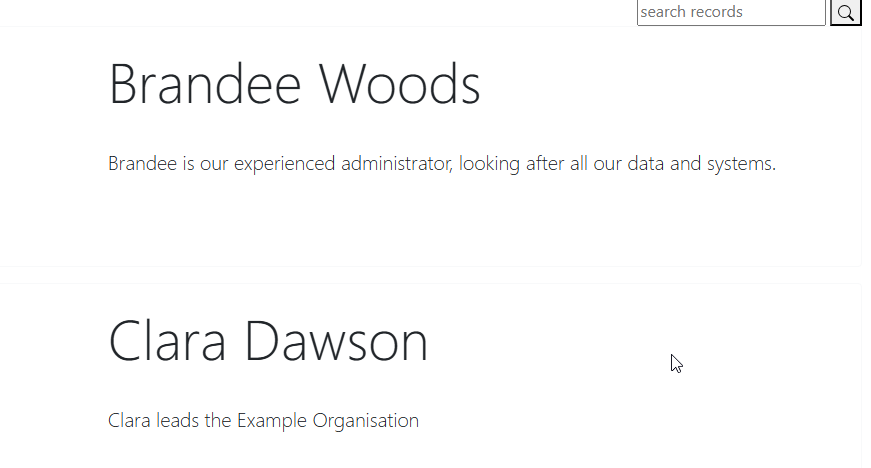 search records
Brandee Woods
Brandee is our experienced administrator, looking after all our data and systems.
Clara Dawson
Clara leads the Example Organisation